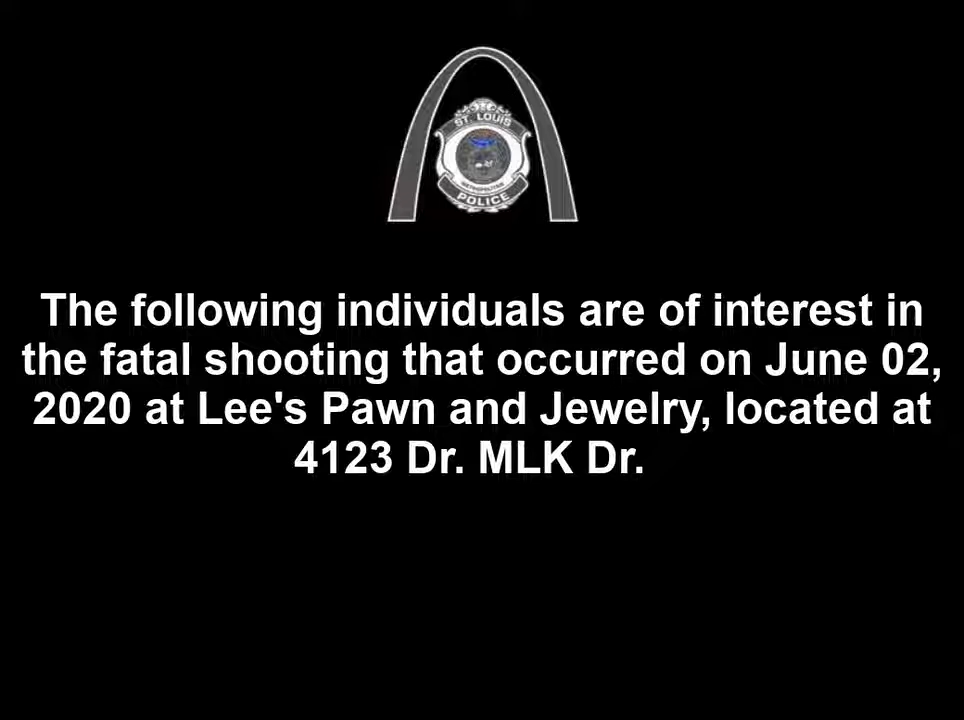 ST. LOUIS
METROPOLITAN
POLICE
The following individuals are of interest in
the fatal shooting that occurred on June 02,
2020 at Lee's Pawn and Jewelry, located at
4123 Dr. MLK Dr.